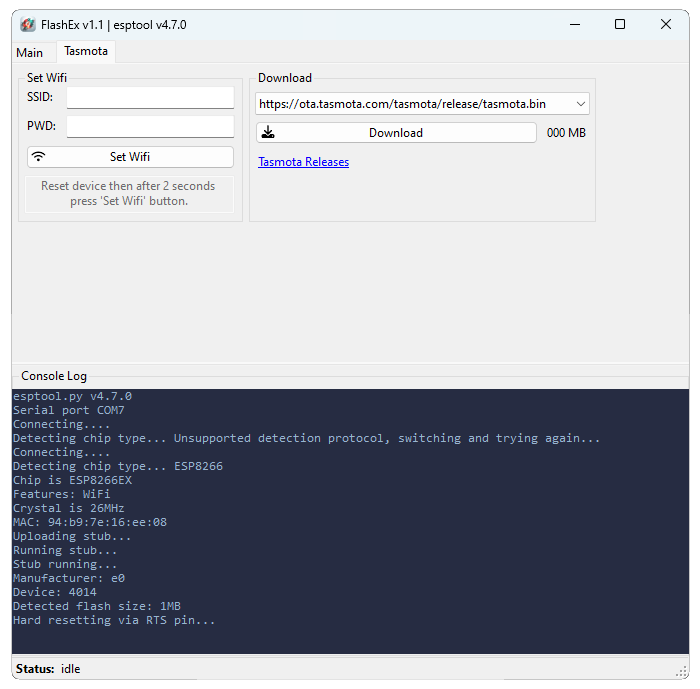 FlashEx v1.1 | esptool v4.7.0
Main
Tasmota
Set Wifi
SSID:
PWD:
Set Wifi
Reset device then after 2 seconds
press 'Set Wifi' button.
Download
https://ota.tasmota.com/tasmota/release/tasmota.bin
Download
000 MB
Tasmota Releases
Console Log
esptool.py v4.7.0
Serial port COM7
Connecting....
Detecting chip type... Unsupported detection protocol, switching and trying again...
Connecting....
Detecting chip type... ESP8266
Chip is ESP8266EX
Features: WiFi
Crystal is 26MHz
MAC: 94:b9:7e:16:ee:08
Uploading stub...
Running stub...
Stub running...
Manufacturer: e0
Device: 4014
Detected flash size: 1MB
Hard resetting via RTS pin...
Status: idle